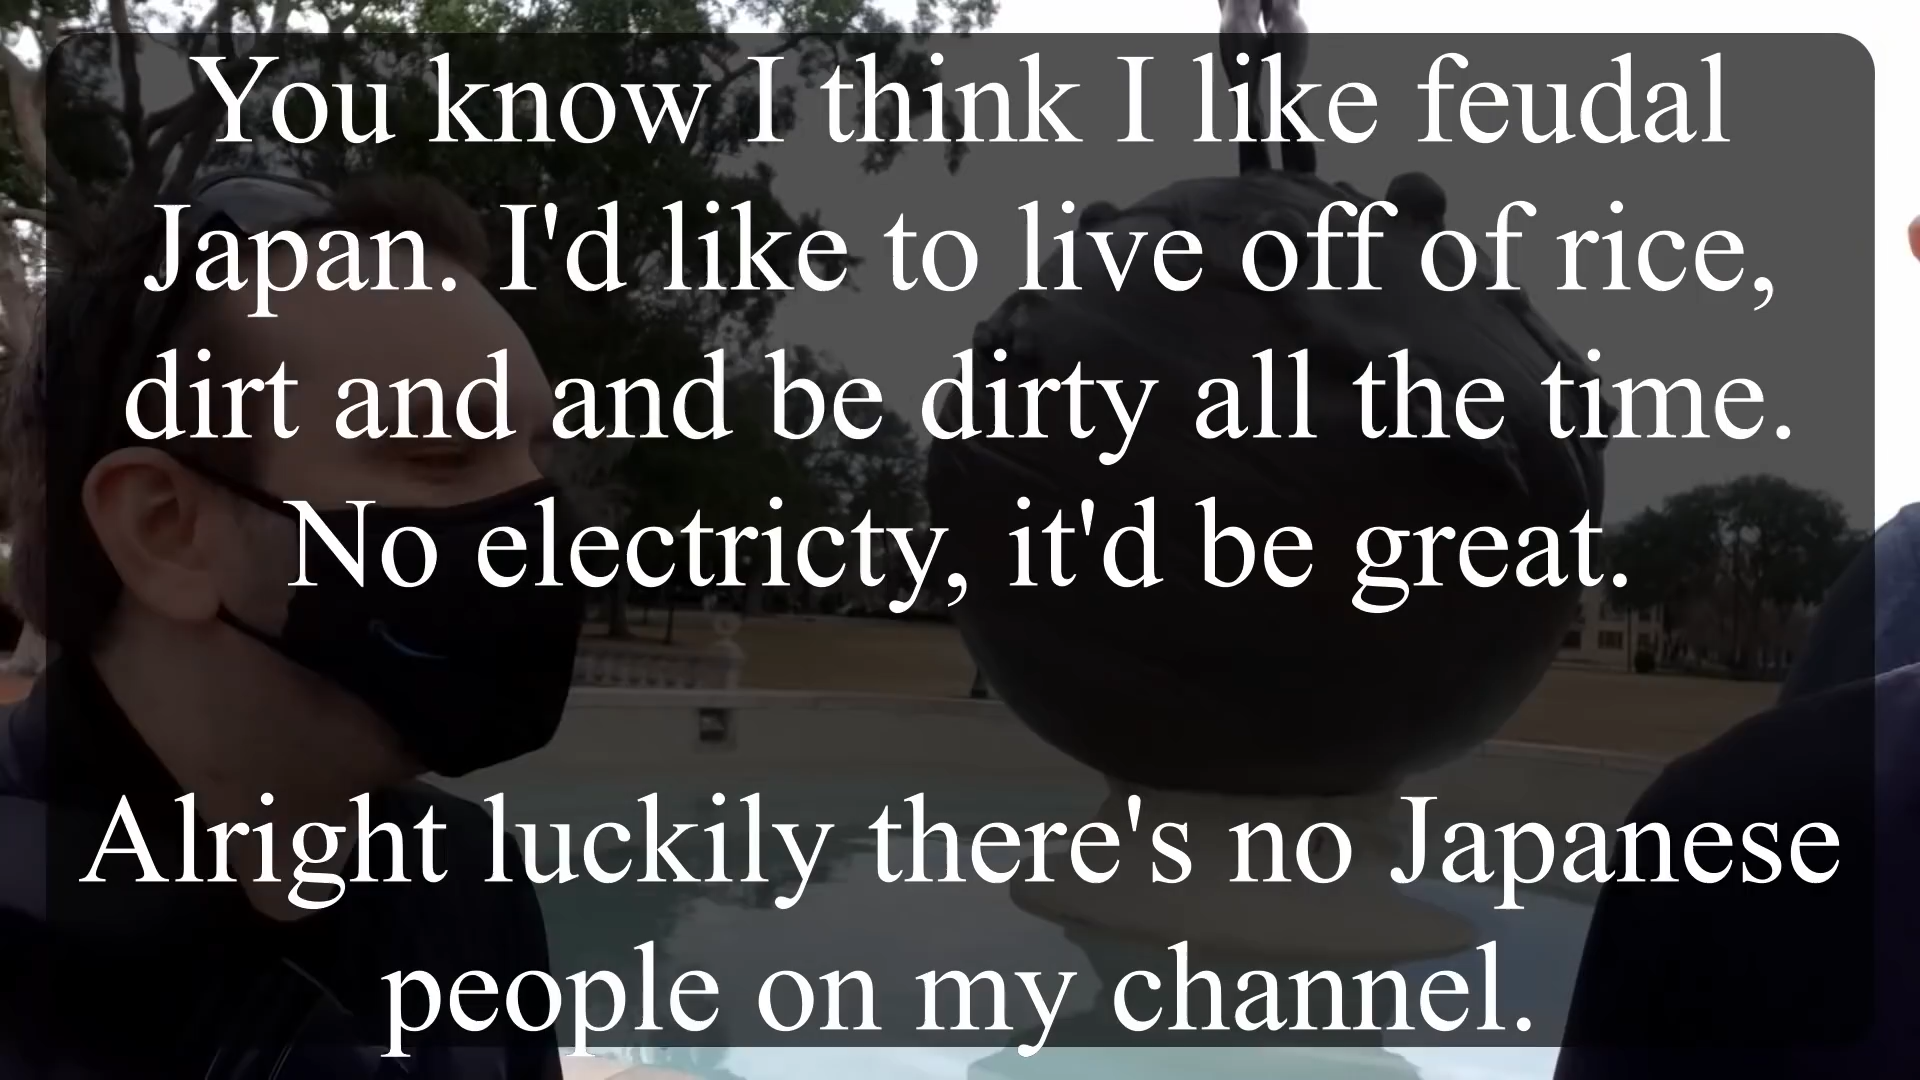 You know I think I like feudal
Japan. I'd like to live off of rice,
dirt and and be dirty all the time.
No electricty, it'd be great.
Alright luckily there's no Japanese
people on my channel.